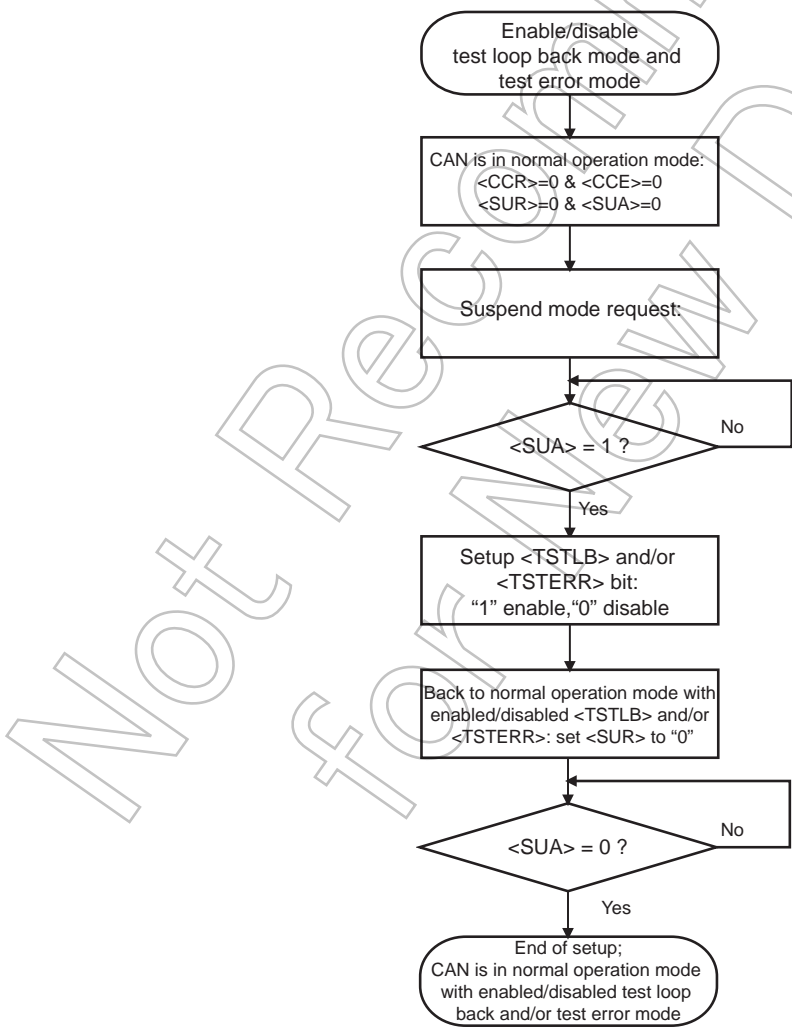 Enable/disable
test loop back mode and
test error mode
CAN is in normal operation mode:
<CCR>=0 & <CCE>=0
<SUR>=0 & <SUA>=0
Suspend mode request:
<SUA> = 1 ?
No
Yes
Setup <TSTLB> and/or
<TSTERR> bit:
“1” enable,“0” disable
Back to normal operation mode with
enabled/disabled <TSTLB> and/or
<TSTERR>: set <SUR> to “0”
<SUA> = 0 ?
No
Yes
End of setup;
CAN is in normal operation mode
with enabled/disabled test loop
back and/or test error mode
Not
for New